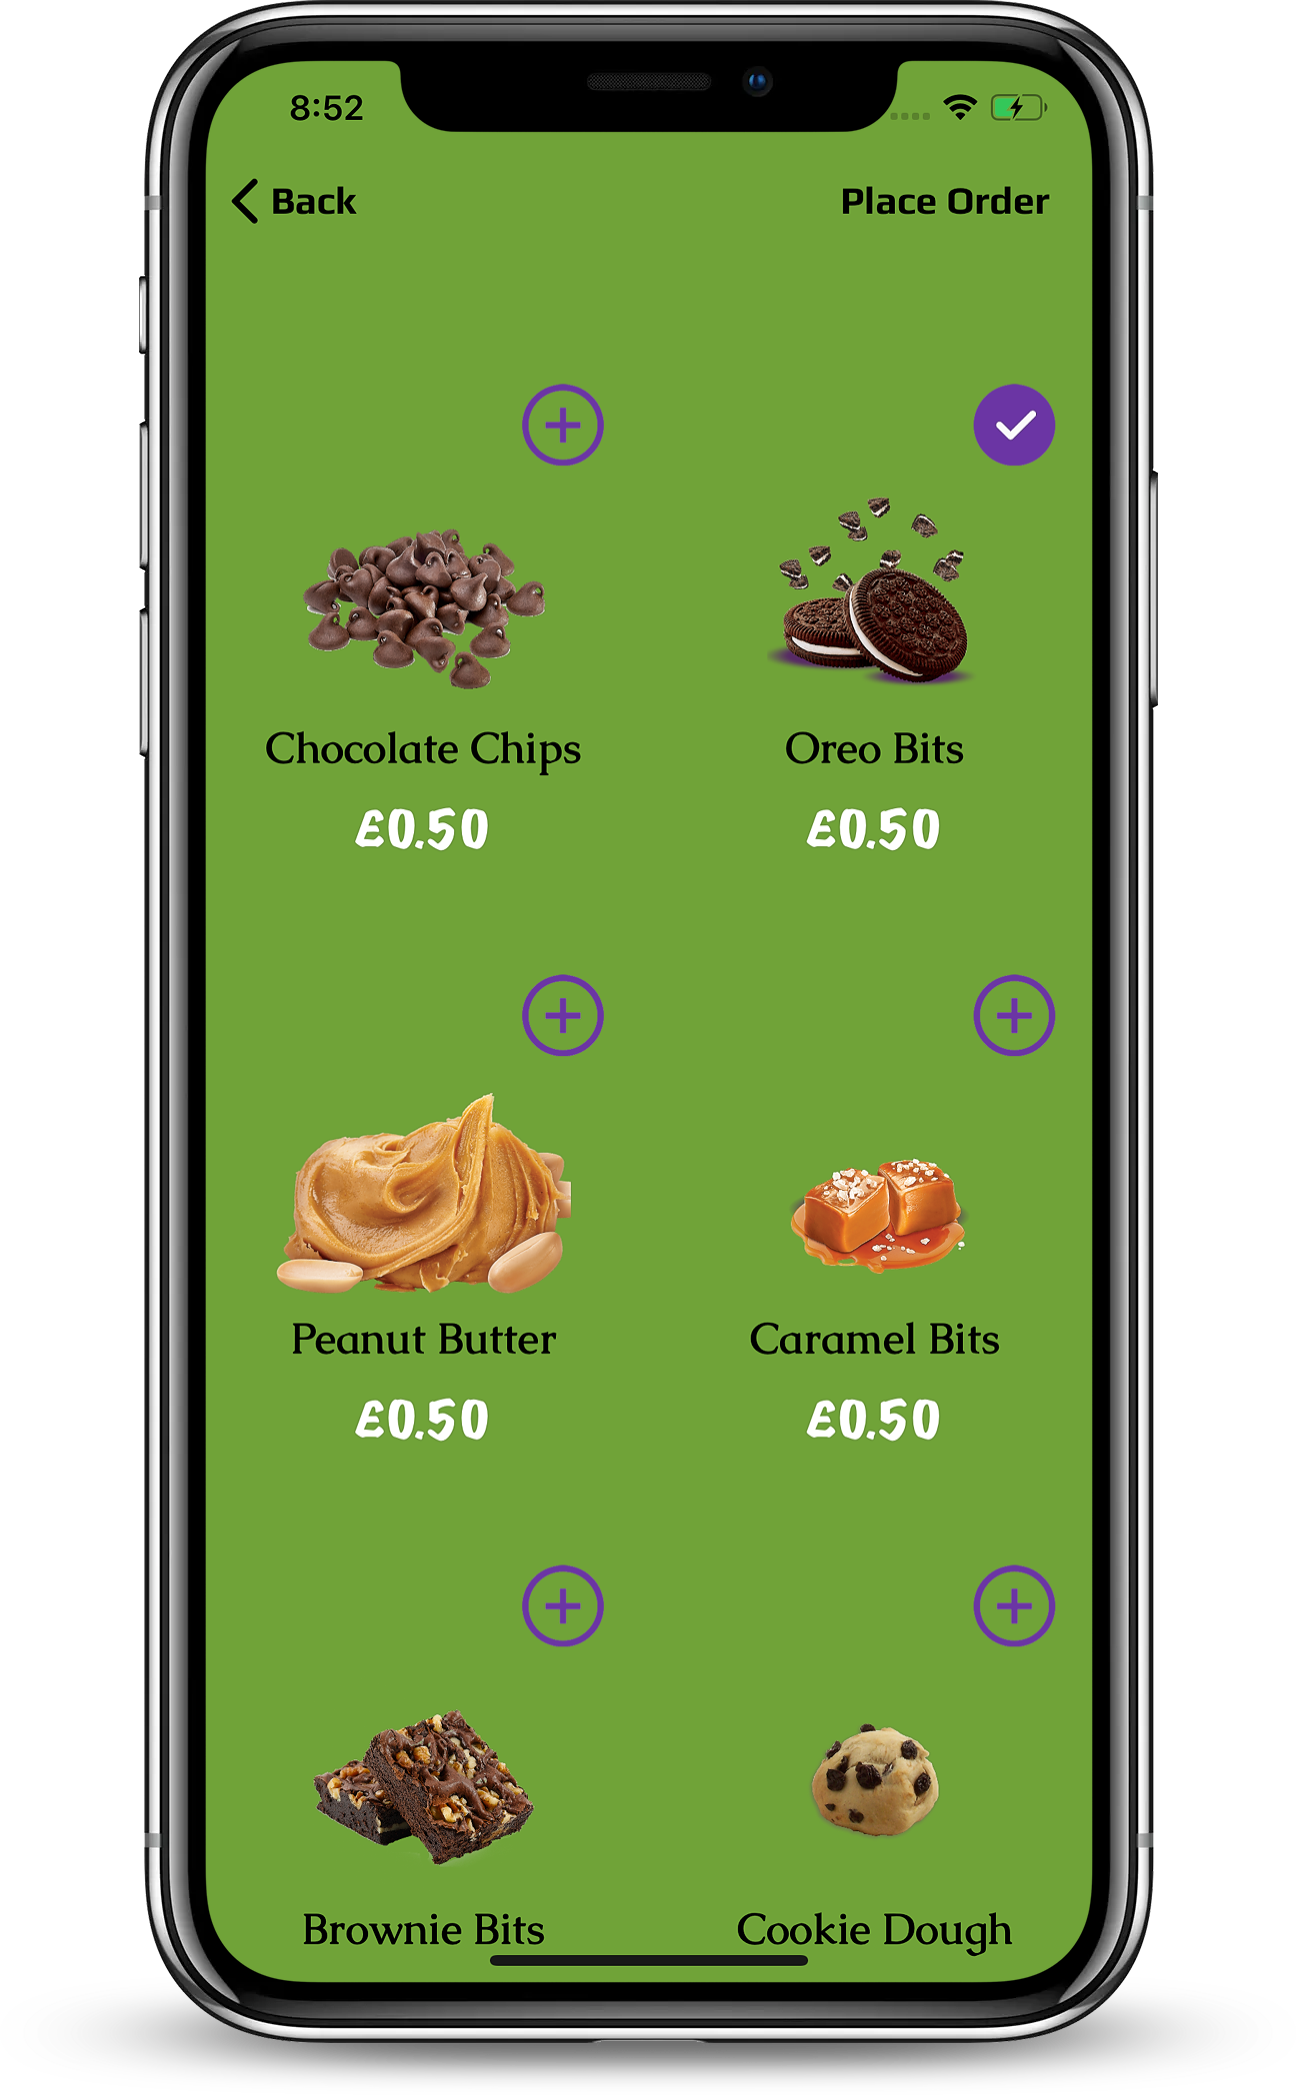 8:52
Back
Place Order
Chocolate Chips
Oreo Bits
£0.50
£0.50
Peanut Butter
Caramel Bits
£0.50
£0.50
Brownie Bits
Cookie Dough